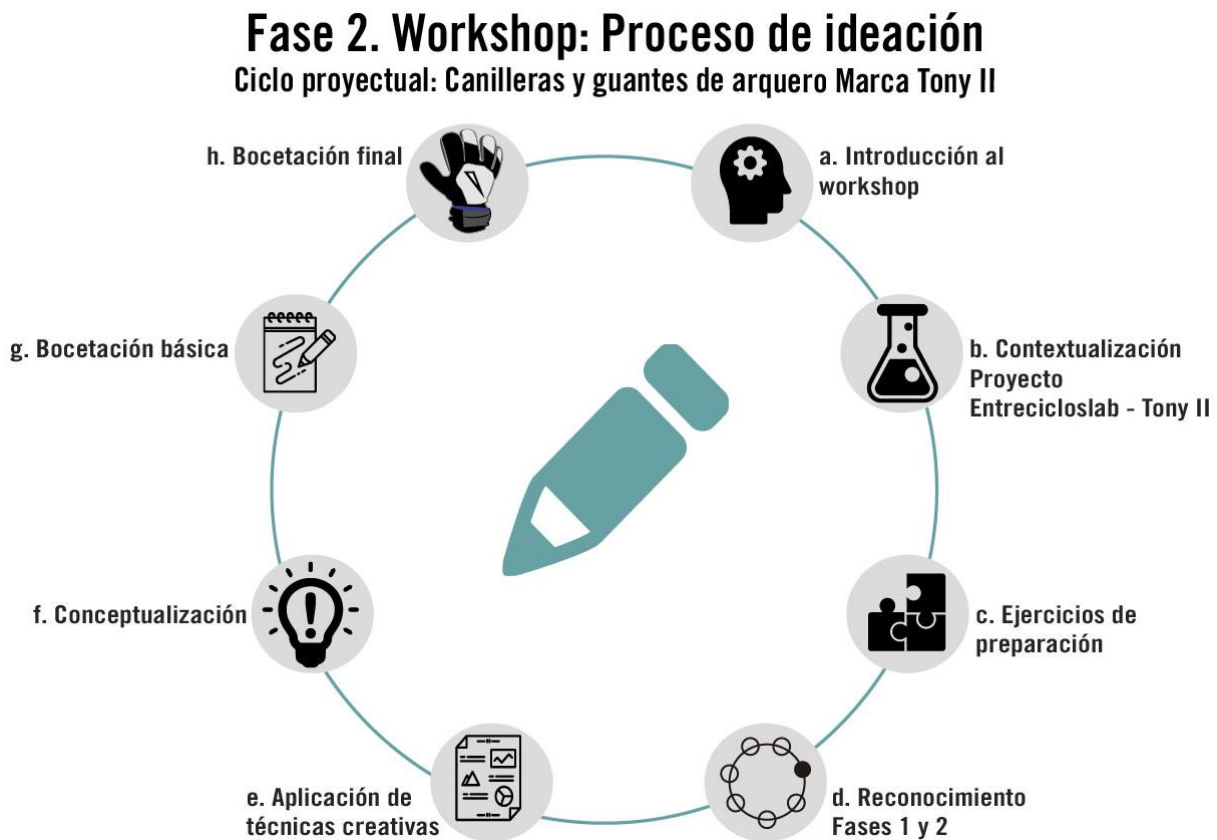 Fase 2. Workshop: Proceso de ideación
Ciclo proyectual: Canilleras y guantes de arquero Marca Tony II
a. Introducción al
workshop
b. Contextualización
Proyecto
Entrecicloslab - Tony II
c. Ejercicios de
preparación
d. Reconocimiento
Fases 1 y 2
e. Aplicación de
técnicas creativas
f. Conceptualización
g. Bocetación básica
h. Bocetación final